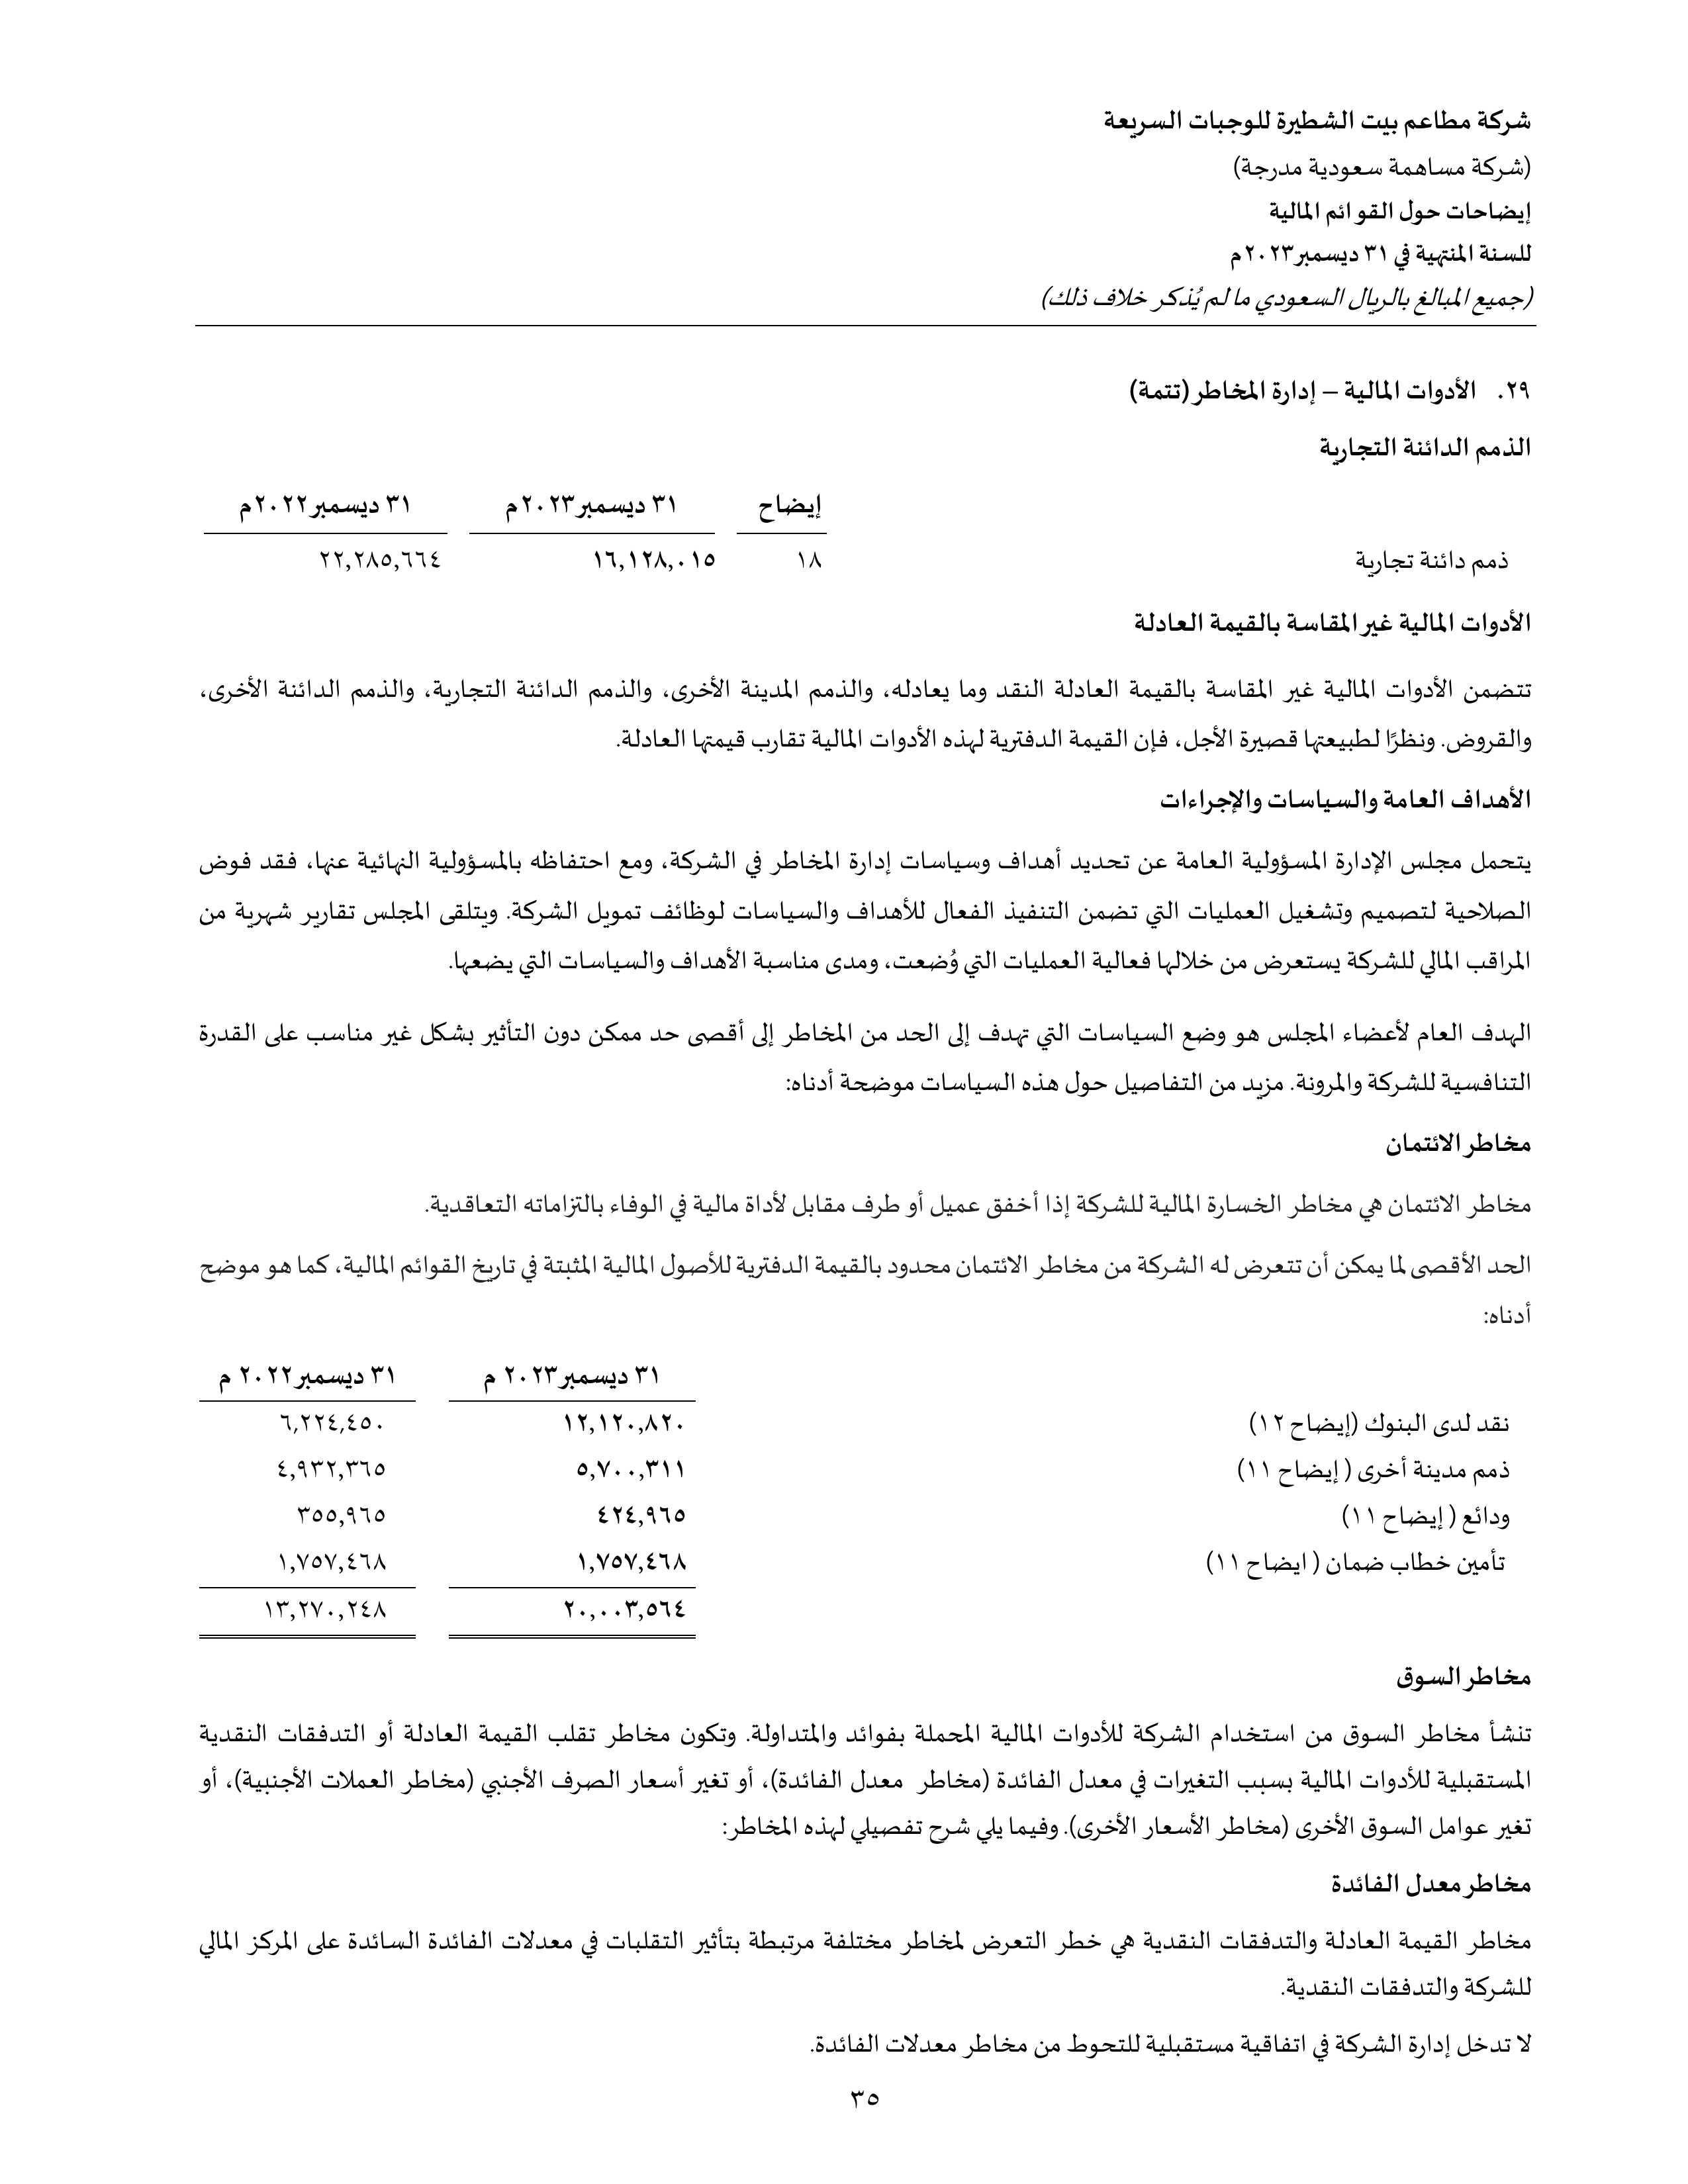 شركة مطاعم بيت الشطيرة للوجبات السريعة
(شركة مساهمة سعودية مدرجة)
إيضاحات حول القوائم المالية
للسنة المنتهية في ٣١ ديسمبر ٢٠٢٣م
(جميع المبالغ بالريال السعودي ما لم يُذكر خلاف ذلك)
٢٩. الأدوات المالية – إدارة المخاطر (تتمة)
الذمم الدائنة التجارية
إيضاح ٣١ ديسمبر ٢٠٢٣م ٣١ ديسمبر ٢٠٢٢م
ذمم دائنة تجارية ١٨ ١٦,١٢٨,٠١٥ ٢٢,٢٨٥,٦٦٤
الأدوات المالية غير المقاسة بالقيمة العادلة
تتضمن الأدوات المالية غير المقاسة بالقيمة العادلة النقد وما يعادله، والذمم المدينة الأخرى، والذمم الدائنة التجارية، والذمم الدائنة الأخرى،
والقروض. ونظرًا لطبيعتها قصيرة الأجل، فإن القيمة الدفترية لهذه الأدوات المالية تقارب قيمتها العادلة.
الأهداف العامة والسياسات والإجراءات
يتحمل مجلس الإدارة المسؤولية العامة عن تحديد أهداف وسياسات إدارة المخاطر في الشركة، ومع احتفاظه بالمسؤولية النهائية عنها، فقد فوض
الصلاحية لتصميم وتشغيل العمليات التي تضمن التنفيذ الفعال للأهداف والسياسات لوظائف تمويل الشركة. ويتلقى المجلس تقارير شهرية من
المراقب المالي للشركة يستعرض من خلالها فعالية العمليات التي وُضعت، ومدى مناسبة الأهداف والسياسات التي يضعها.
الهدف العام لأعضاء المجلس هو وضع السياسات التي تهدف إلى الحد من المخاطر إلى أقصى حد ممكن دون التأثير بشكل غير مناسب على القدرة
التنافسية للشركة والمرونة. مزيد من التفاصيل حول هذه السياسات موضحة أدناه:
مخاطر الائتمان
مخاطر الائتمان هي مخاطر الخسارة المالية للشركة إذا أخفق عميل أو طرف مقابل لأداة مالية في الوفاء بالتزاماته التعاقدية.
الحد الأقصى لما يمكن أن تتعرض له الشركة من مخاطر الائتمان محدود بالقيمة الدفترية للأصول المالية المثبتة في تاريخ القوائم المالية، كما هو موضح
أدناه:
٣١ ديسمبر ٢٠٢٣ م ٣١ ديسمبر ٢٠٢٢ م
نقد لدى البنوك (إيضاح ١٢) ١٢,١٢٠,٨٢٠ ٦,٢٢٤,٤٥٠
ذمم مدينة أخرى ( إيضاح ١١) ٥,٧٠٠,٣١١ ٤,٩٣٢,٣٦٥
ودائع ( إيضاح ١١) ٤٢٤,٩٦٥ ٣٥٥,٩٦٥
تأمين خطاب ضمان ( ايضاح ١١) ١,٧٥٧,٤٦٨ ١,٧٥٧,٤٦٨
٢٠,٠٠٣,٥٦٤ ١٣,٢٧٠,٢٤٨
مخاطر السوق
تنشأ مخاطر السوق من استخدام الشركة للأدوات المالية المحملة بفوائد والمتداولة. وتكون مخاطر تقلب القيمة العادلة أو التدفقات النقدية
المستقبلية للأدوات المالية بسبب التغيرات في معدل الفائدة (مخاطر معدل الفائدة)، أو تغير أسعار الصرف الأجنبي (مخاطر العملات الأجنبية)، أو
تغير عوامل السوق الأخرى (مخاطر الأسعار الأخرى). وفيما يلي شرح تفصيلي لهذه المخاطر:
مخاطر معدل الفائدة
مخاطر القيمة العادلة والتدفقات النقدية هي خطر التعرض لمخاطر مختلفة مرتبطة بتأثير التقلبات في معدلات الفائدة السائدة على المركز المالي
للشركة والتدفقات النقدية.
لا تدخل إدارة الشركة في اتفاقية مستقبلية للتحوط من مخاطر معدلات الفائدة.
٣٥